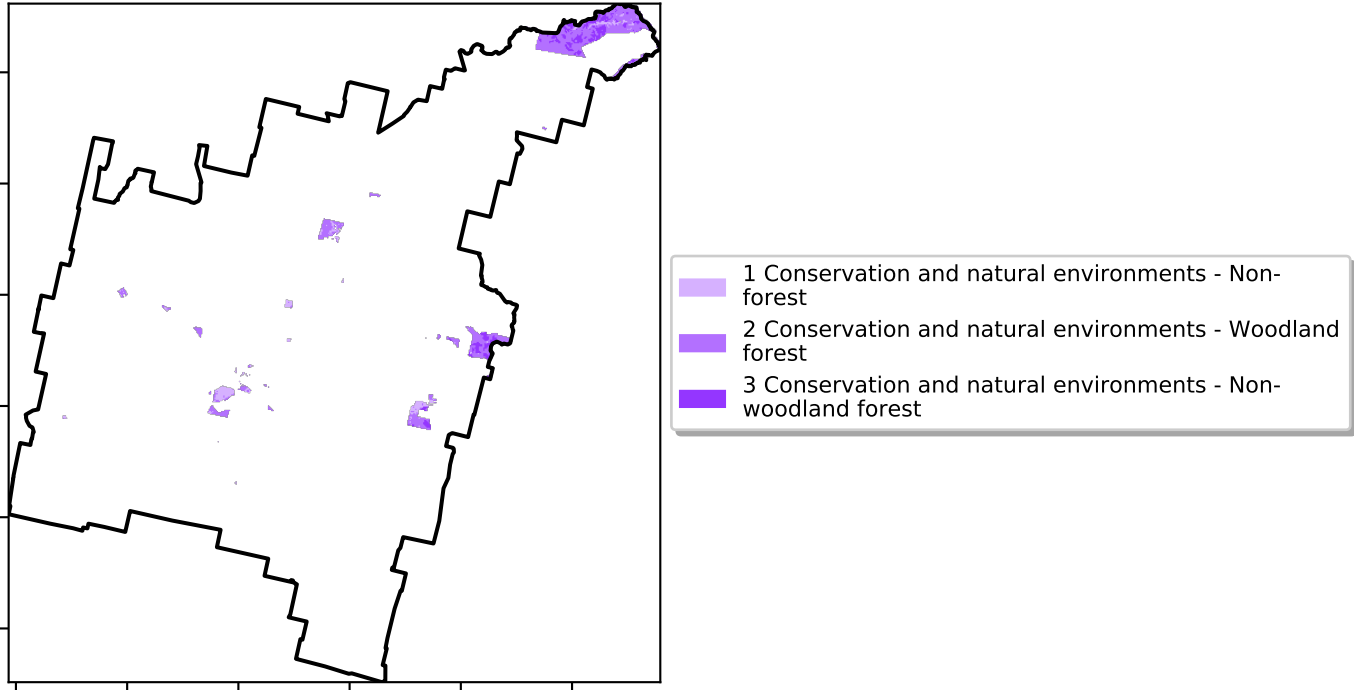 1 Conservation and natural environments - Non-
forest
2 Conservation and natural environments - Woodland
forest
3 Conservation and natural environments - Non-
woodland forest